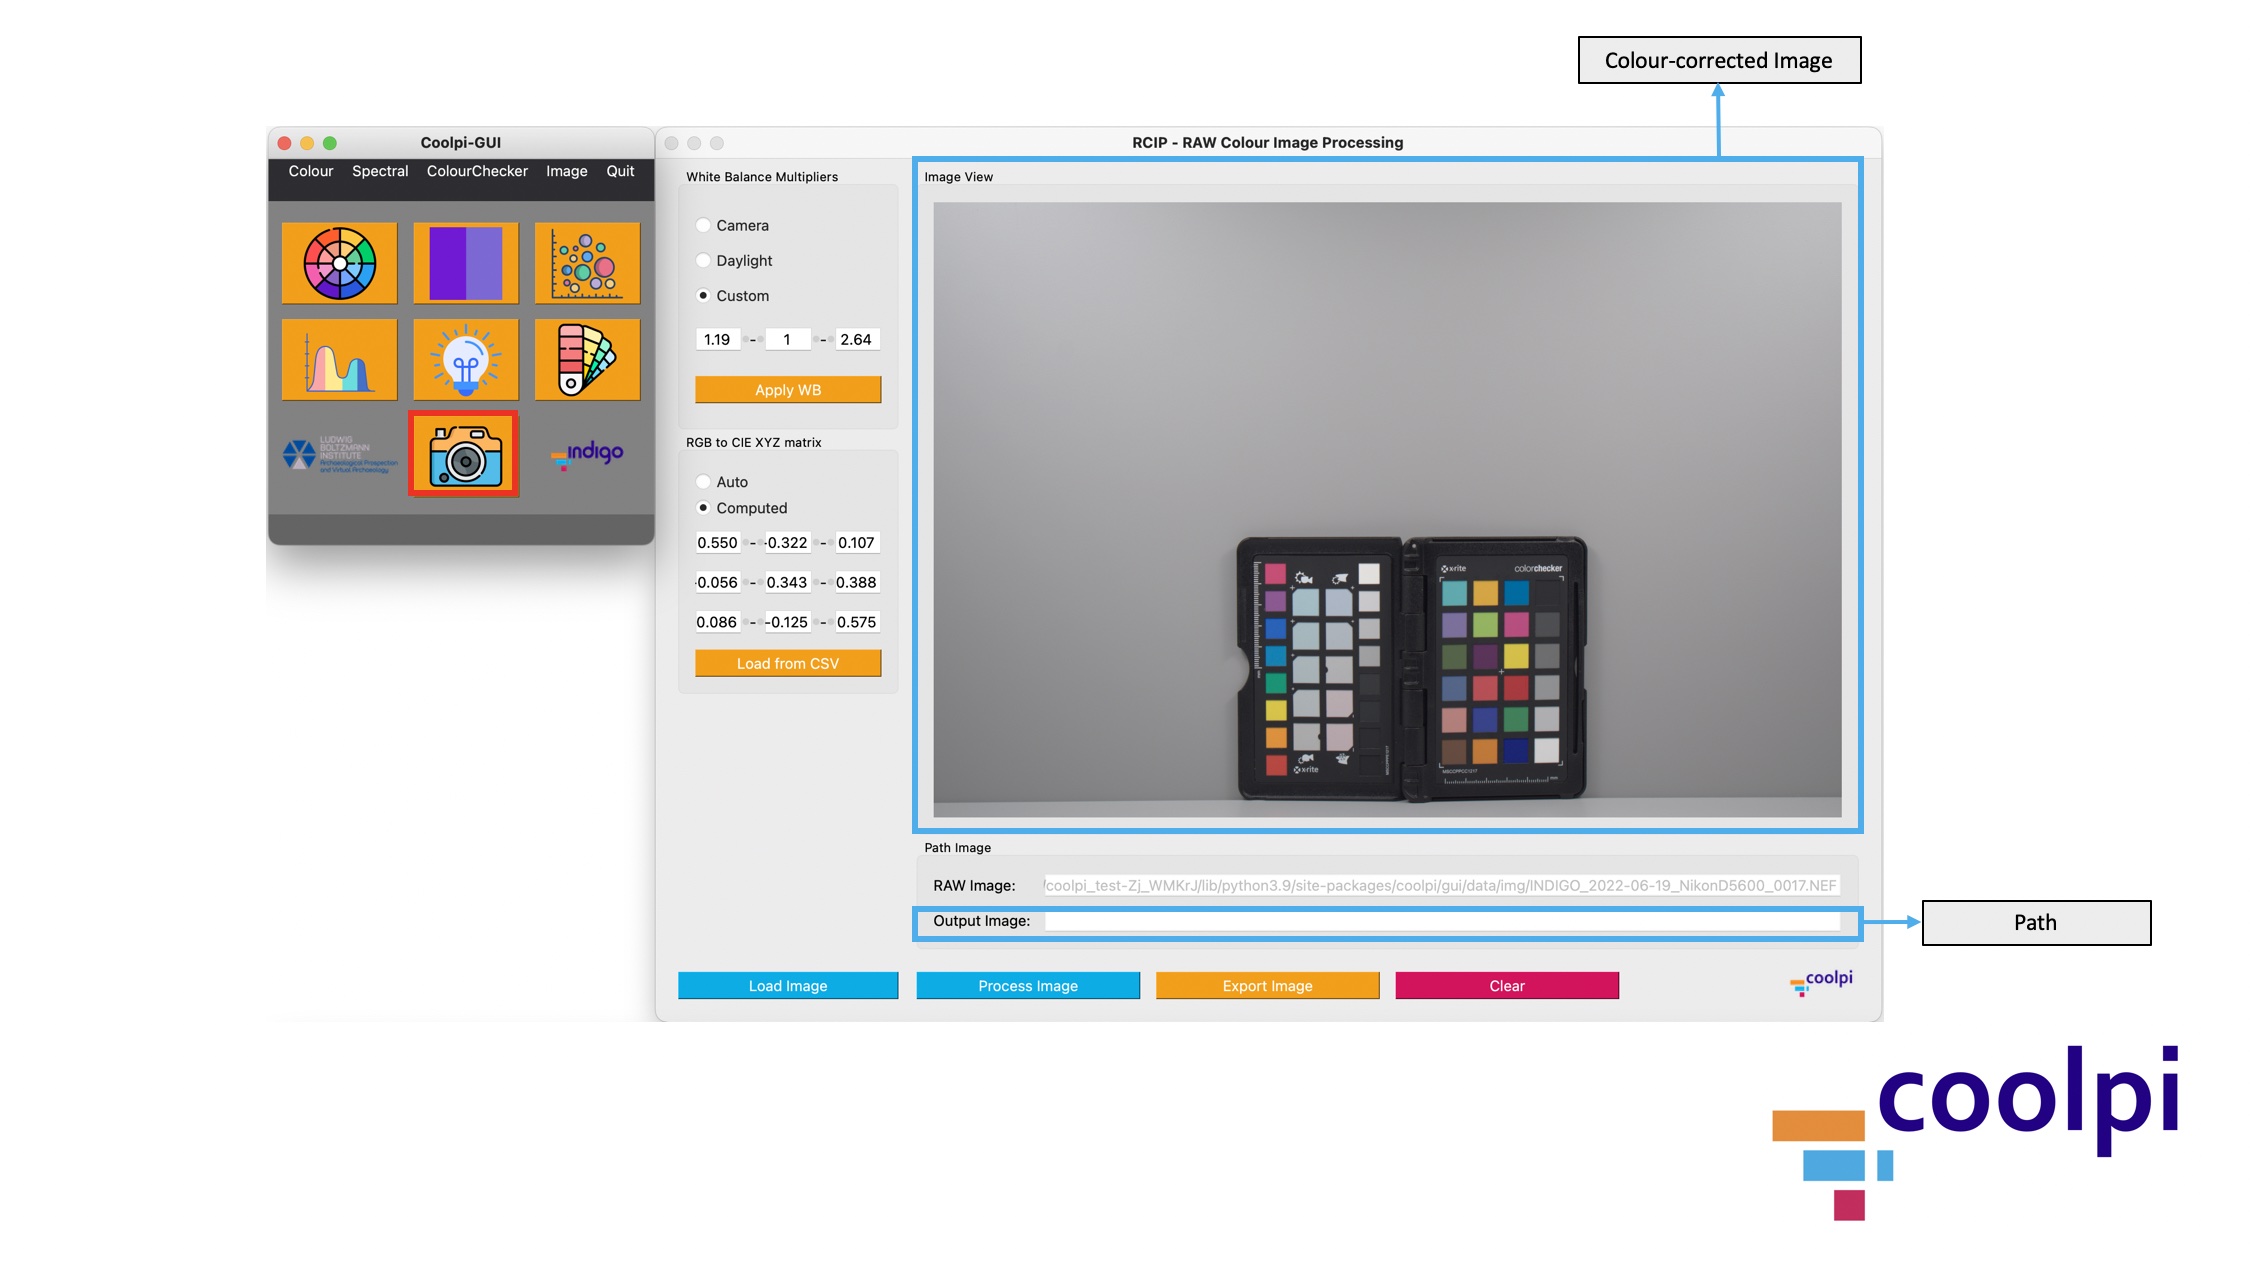 Colour-corrected Image
Coolpi-GUI
Colour Spectral ColourChecker Image Quit
LUDWIG
BOLTZMANN
INSTITUTE
Archaeological Prospection
and Virtual Archaeology
indigo
RCIP - RAW Colour Image Processing
White Balance Multipliers
Camera
Daylight
Custom
1.19 - 1 - 2.64
Apply WB
RGB to CIE XYZ matrix
Auto
Computed
0.550 - -0.322 - 0.107
-0.056 - 0.343 - 0.388
0.086 - -0.125 - 0.575
Load from CSV
Image View
x-rite
x-rite colorchecker
MSCCPPCC1217
Path Image
RAW Image: /coolpi_test-Zj_WMKrJ/lib/python3.9/site-packages/coolpi/gui/data/img/INDIGO_2022-06-19_NikonD5600_0017.NEF
Output Image:
Path
Load Image Process Image Export Image Clear
coolpi
coolpi